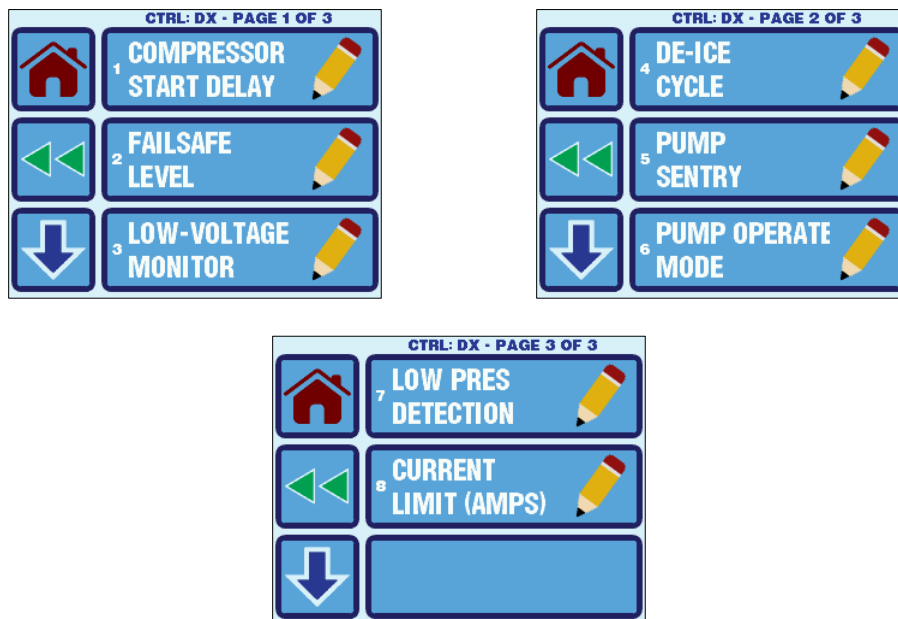 CTRL: DX - PAGE 1 OF 3
1 COMPRESSOR
START DELAY
2 FAILSAFE
LEVEL
3 LOW-VOLTAGE
MONITOR
CTRL: DX - PAGE 2 OF 3
4 DE-ICE
CYCLE
5 PUMP
SENTRY
6 PUMP OPERATE
MODE
CTRL: DX - PAGE 3 OF 3
7 LOW PRES
DETECTION
8 CURRENT
LIMIT (AMPS)